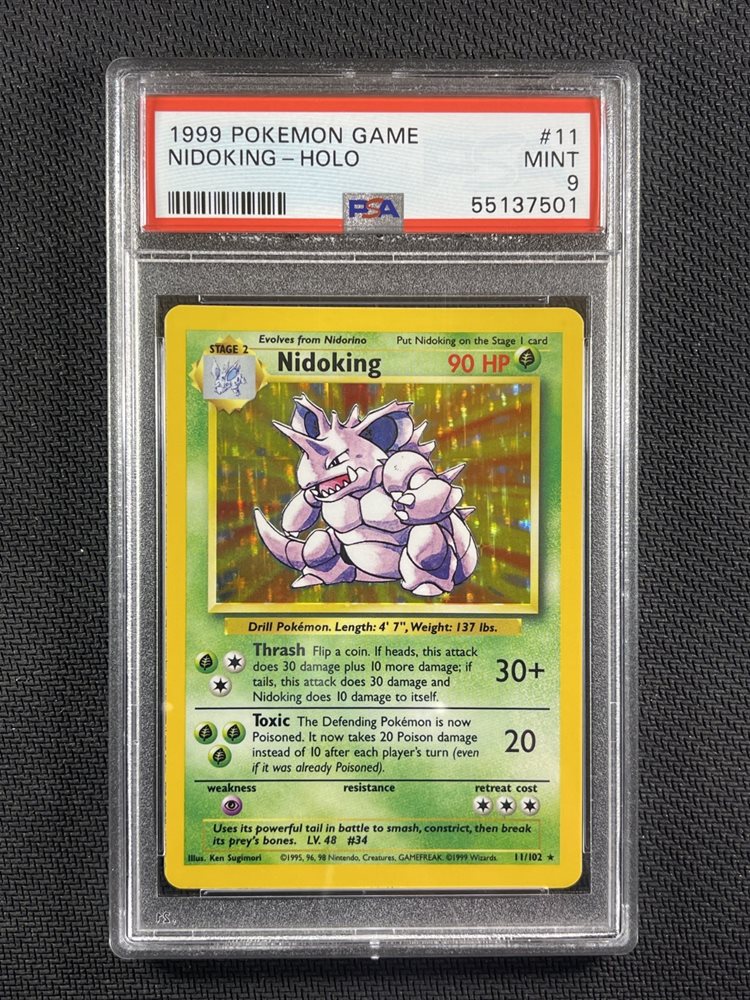 1999 POKEMON GAME #11
NIDOKING – HOLO MINT
9
PSA 55137501
Evolves from Nidorino Put Nidoking on the Stage 1 card
STAGE 2
Nidoking 90 HP
Drill Pokémon. Length: 4' 7", Weight: 137 lbs.
Thrash Flip a coin. If heads, this attack
does 30 damage plus 10 more damage; if
tails, this attack does 30 damage and
Nidoking does 10 damage to itself.
30+
Toxic The Defending Pokémon is now
Poisoned. It now takes 20 Poison damage
instead of 10 after each player's turn (even
if it was already Poisoned).
20
weakness resistance retreat cost
Uses its powerful tail in battle to smash, constrict, then break
its prey's bones. LV. 48 #34
Illus. Ken Sugimori ©1995, 96, 98 Nintendo, Creatures, GAMEFREAK. ©1999 Wizards. 11/102 ★